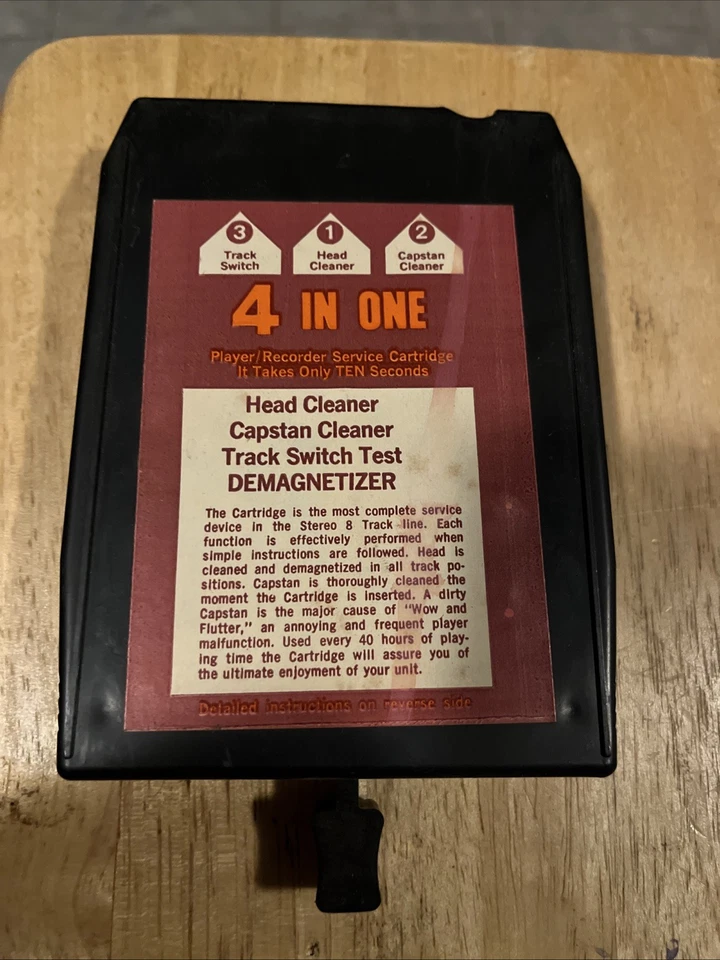 3 1 2
Track Head Capstan
Switch Cleaner Cleaner
4 IN ONE
Player/Recorder Service Cartridge
It Takes Only TEN Seconds
Head Cleaner
Capstan Cleaner
Track Switch Test
DEMAGNETIZER
The Cartridge is the most complete service
device in the Stereo 8 Track line. Each
function is effectively performed when
simple instructions are followed. Head is
cleaned and demagnetized in all track po-
sitions. Capstan is thoroughly cleaned the
moment the Cartridge is inserted. A dirty
Capstan is the major cause of "Wow and
Flutter," an annoying and frequent player
malfunction. Used every 40 hours of play-
ing time the Cartridge will assure you of
the ultimate enjoyment of your unit.
Detailed instructions on reverse side